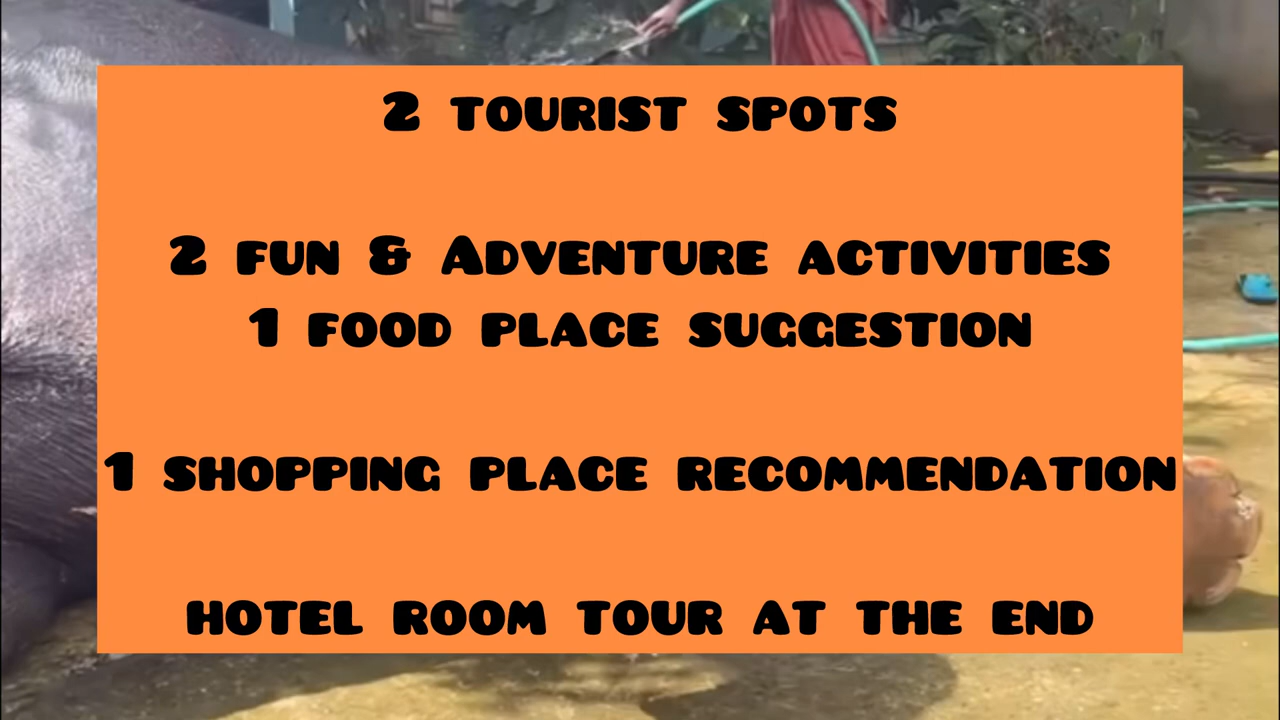 2 TOURIST SPOTS
2 FUN & ADVENTURE ACTIVITIES
1 FOOD PLACE SUGGESTION
1 SHOPPING PLACE RECOMMENDATION
HOTEL ROOM TOUR AT THE END